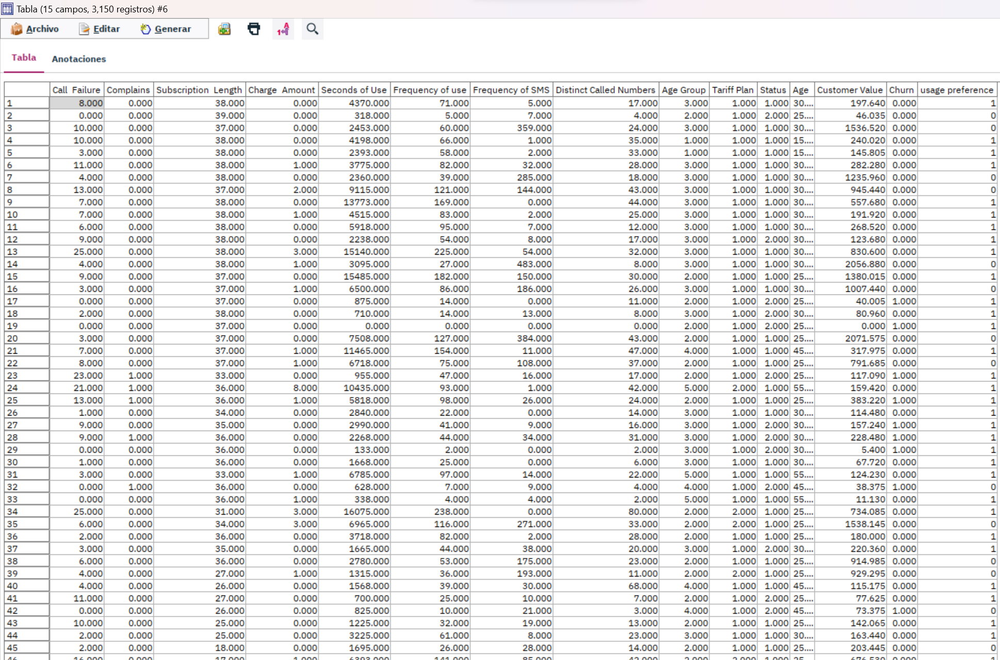 Tabla (15 campos, 3,150 registros) #6
Archivo Editar Generar
Tabla Anotaciones
Call Failure Complains Subscription Length Charge Amount Seconds of Use Frequency of use Frequency of SMS Distinct Called Numbers Age Group Tariff Plan Status Age Customer Value Churn usage preference
1 8.000 0.000 38.000 0.000 4370.000 71.000 5.000 17.000 3.000 1.000 1.000 30.... 197.640 0.000 1
2 0.000 0.000 39.000 0.000 318.000 5.000 7.000 4.000 2.000 1.000 2.000 25.... 46.035 0.000 0
3 10.000 0.000 37.000 0.000 2453.000 60.000 359.000 24.000 3.000 1.000 1.000 30.... 1536.520 0.000 0
4 10.000 0.000 38.000 0.000 4198.000 66.000 1.000 35.000 1.000 1.000 1.000 15.... 240.020 0.000 1
5 3.000 0.000 38.000 0.000 2393.000 58.000 2.000 33.000 1.000 1.000 1.000 15.... 145.805 0.000 1
6 11.000 0.000 38.000 1.000 3775.000 82.000 32.000 28.000 3.000 1.000 1.000 30.... 282.280 0.000 1
7 4.000 0.000 38.000 0.000 2360.000 39.000 285.000 18.000 3.000 1.000 1.000 30.... 1235.960 0.000 0
8 13.000 0.000 37.000 2.000 9115.000 121.000 144.000 43.000 3.000 1.000 1.000 30.... 945.440 0.000 0
9 7.000 0.000 38.000 0.000 13773.000 169.000 0.000 44.000 3.000 1.000 1.000 30.... 557.680 0.000 1
10 7.000 0.000 38.000 1.000 4515.000 83.000 2.000 25.000 3.000 1.000 1.000 30.... 191.920 0.000 1
11 6.000 0.000 38.000 0.000 5918.000 95.000 7.000 12.000 3.000 1.000 1.000 30.... 268.520 0.000 1
12 9.000 0.000 38.000 0.000 2238.000 54.000 8.000 17.000 3.000 1.000 2.000 30.... 123.680 0.000 1
13 25.000 0.000 38.000 3.000 15140.000 225.000 54.000 32.000 3.000 1.000 1.000 30.... 830.600 0.000 1
14 4.000 0.000 38.000 1.000 3095.000 27.000 483.000 8.000 3.000 1.000 1.000 30.... 2056.880 0.000 0
15 9.000 0.000 37.000 0.000 15485.000 182.000 150.000 30.000 2.000 1.000 1.000 25.... 1380.015 0.000 1
16 3.000 0.000 37.000 1.000 6500.000 86.000 186.000 26.000 3.000 1.000 1.000 30.... 1007.440 0.000 0
17 0.000 0.000 37.000 0.000 875.000 14.000 0.000 11.000 2.000 1.000 2.000 25.... 40.005 1.000 1
18 2.000 0.000 38.000 0.000 710.000 14.000 13.000 8.000 3.000 1.000 2.000 30.... 80.960 0.000 1
19 0.000 0.000 37.000 0.000 0.000 0.000 0.000 0.000 2.000 1.000 2.000 25.... 0.000 1.000 1
20 3.000 0.000 37.000 0.000 7508.000 127.000 384.000 43.000 2.000 1.000 1.000 25.... 2071.575 0.000 0
21 7.000 0.000 37.000 1.000 11465.000 154.000 11.000 47.000 4.000 1.000 1.000 45.... 317.975 0.000 1
22 8.000 0.000 37.000 1.000 6718.000 75.000 108.000 37.000 2.000 1.000 1.000 25.... 791.685 0.000 0
23 23.000 1.000 33.000 0.000 955.000 47.000 16.000 17.000 2.000 1.000 2.000 25.... 117.090 1.000 1
24 21.000 1.000 36.000 8.000 10435.000 93.000 1.000 42.000 5.000 2.000 1.000 55.... 159.420 0.000 1
25 13.000 1.000 36.000 1.000 5818.000 98.000 26.000 24.000 2.000 1.000 1.000 25.... 383.220 1.000 1
26 1.000 0.000 34.000 0.000 2840.000 22.000 0.000 14.000 3.000 1.000 1.000 30.... 114.480 0.000 1
27 9.000 0.000 35.000 0.000 2990.000 41.000 9.000 16.000 3.000 1.000 2.000 30.... 157.240 1.000 1
28 9.000 1.000 36.000 0.000 2268.000 44.000 34.000 31.000 3.000 1.000 2.000 30.... 228.480 1.000 1
29 0.000 0.000 36.000 0.000 133.000 2.000 0.000 2.000 3.000 1.000 2.000 30.... 5.400 1.000 1
30 1.000 0.000 36.000 0.000 1668.000 25.000 0.000 6.000 3.000 1.000 1.000 30.... 67.720 0.000 1
31 3.000 0.000 33.000 1.000 6785.000 97.000 14.000 22.000 5.000 1.000 1.000 55.... 124.230 0.000 1
32 0.000 1.000 36.000 0.000 628.000 7.000 9.000 4.000 4.000 1.000 2.000 45.... 38.375 1.000 0
33 0.000 0.000 36.000 1.000 338.000 4.000 4.000 2.000 5.000 1.000 1.000 55.... 11.130 0.000 1
34 25.000 0.000 31.000 3.000 16075.000 238.000 0.000 80.000 2.000 2.000 1.000 25.... 734.085 0.000 1
35 6.000 0.000 34.000 3.000 6965.000 116.000 271.000 33.000 2.000 2.000 1.000 25.... 1538.145 0.000 0
36 2.000 0.000 36.000 0.000 3718.000 82.000 2.000 28.000 2.000 1.000 1.000 25.... 180.000 0.000 1
37 3.000 0.000 35.000 0.000 1665.000 44.000 38.000 20.000 3.000 1.000 2.000 30.... 220.360 0.000 1
38 6.000 0.000 36.000 0.000 2780.000 53.000 175.000 23.000 2.000 1.000 1.000 25.... 914.985 0.000 0
39 4.000 0.000 27.000 1.000 1315.000 36.000 193.000 11.000 2.000 2.000 1.000 25.... 929.295 0.000 0
40 4.000 0.000 26.000 0.000 1568.000 39.000 30.000 68.000 4.000 1.000 1.000 45.... 115.175 0.000 1
41 11.000 0.000 27.000 0.000 700.000 25.000 10.000 7.000 2.000 1.000 2.000 25.... 77.625 0.000 1
42 0.000 0.000 26.000 0.000 825.000 10.000 21.000 3.000 4.000 1.000 2.000 45.... 73.375 1.000 0
43 10.000 0.000 25.000 0.000 1225.000 32.000 19.000 13.000 2.000 1.000 1.000 25.... 142.065 0.000 1
44 2.000 0.000 25.000 0.000 3225.000 61.000 8.000 23.000 3.000 1.000 1.000 30.... 163.440 0.000 1
45 2.000 0.000 18.000 0.000 1695.000 26.000 28.000 14.000 2.000 1.000 1.000 25.... 203.445 0.000 0